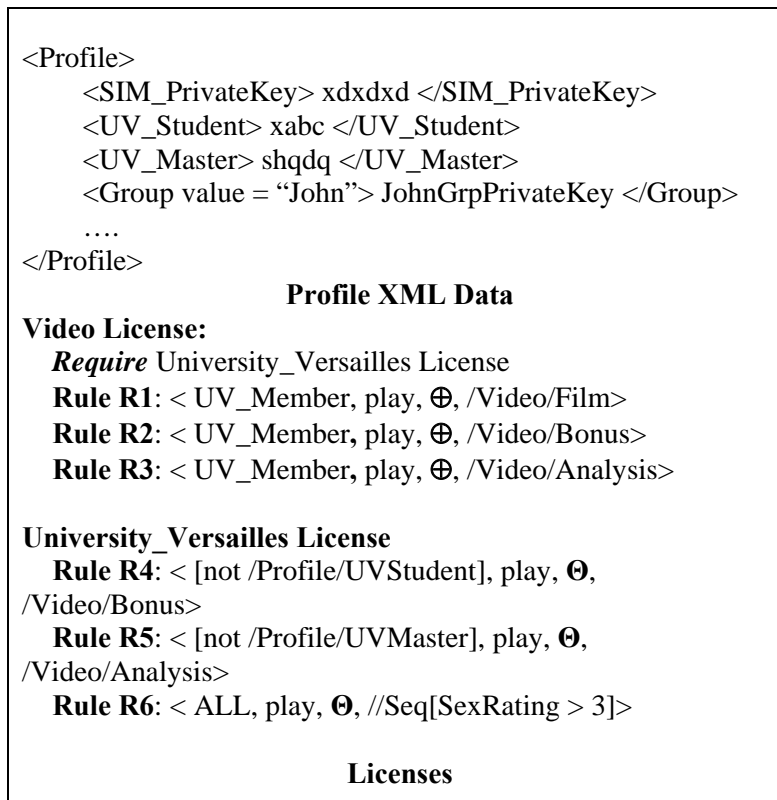 <Profile>
<SIM_PrivateKey> xdxdxd </SIM_PrivateKey>
<UV_Student> xabc </UV_Student>
<UV_Master> shqdq </UV_Master>
<Group value = “John”> JohnGrpPrivateKey </Group>
….
</Profile>
Profile XML Data
Video License:
Require University_Versailles License
Rule R1: < UV_Member, play, ⊕, /Video/Film>
Rule R2: < UV_Member, play, ⊕, /Video/Bonus>
Rule R3: < UV_Member, play, ⊕, /Video/Analysis>
University_Versailles License
Rule R4: < [not /Profile/UVStudent], play, Θ,
/Video/Bonus>
Rule R5: < [not /Profile/UVMaster], play, Θ,
/Video/Analysis>
Rule R6: < ALL, play, Θ, //Seq[SexRating > 3]>
Licenses